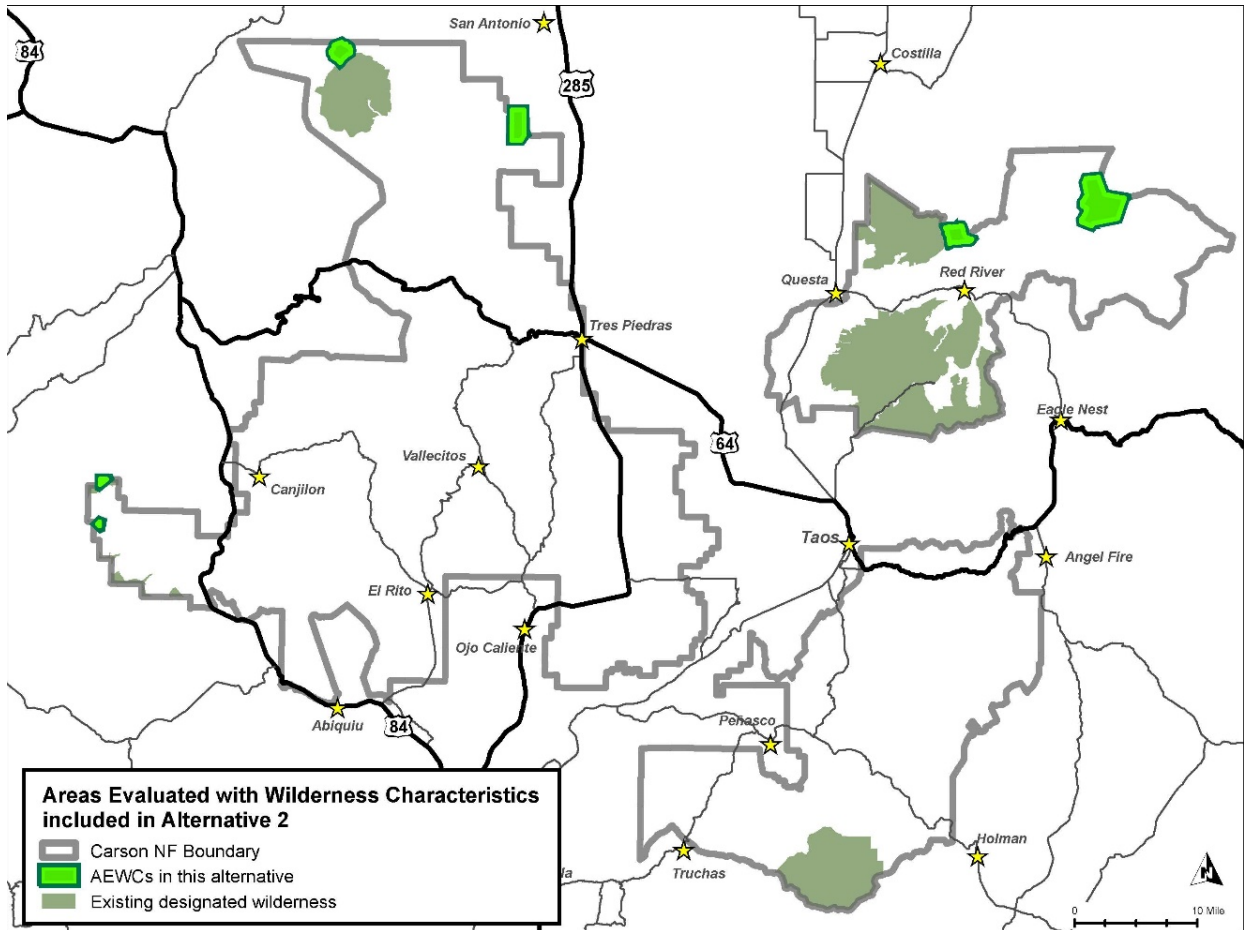 San Antonio
84
Costilla
285
Questa
Red River
Tres Piedras
Eagle Nest
64
Vallecitos
Canjilon
Taos
Angel Fire
El Rito
Ojo Caliente
Abiquiu
84
Peñasco
Areas Evaluated with Wilderness Characteristics
included in Alternative 2
Carson NF Boundary
AEWCs in this alternative
Existing designated wilderness
la
Truchas
Holman
N
0 10 Mile